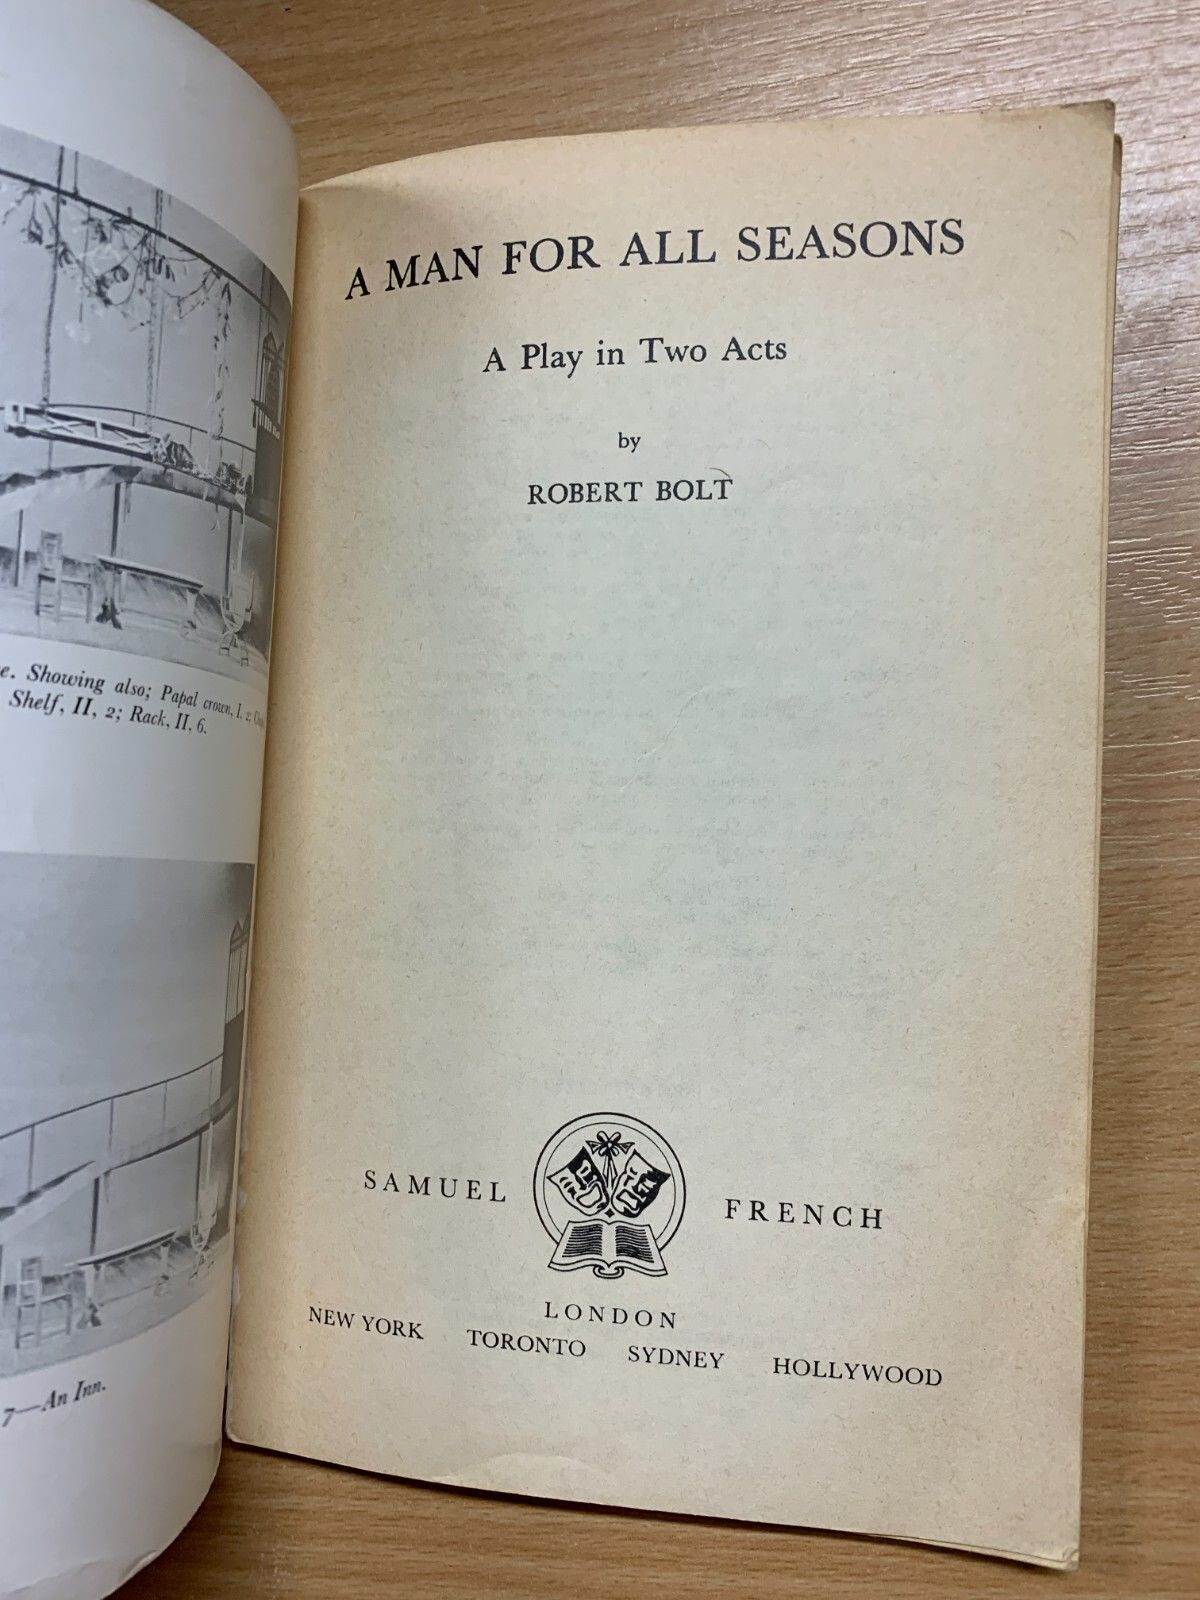 e. Showing also; Papal crown, I, 2;
Shelf, II, 2; Rack, II, 6.
7—An Inn.
A MAN FOR ALL SEASONS
A Play in Two Acts
by
ROBERT BOLT
SAMUEL FRENCH
LONDON
NEW YORK TORONTO SYDNEY HOLLYWOOD